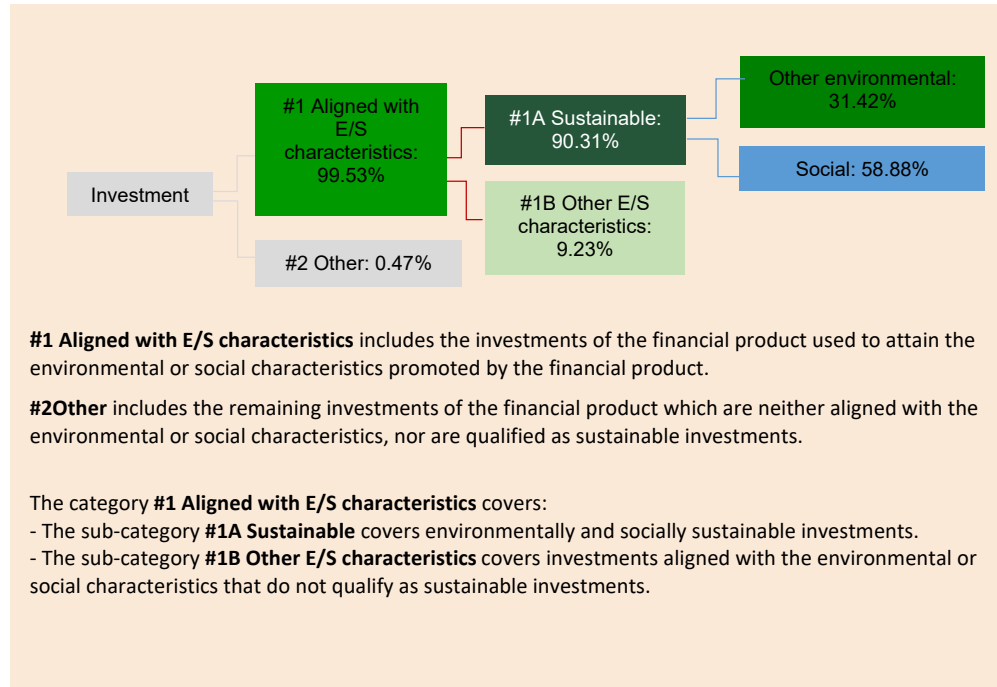 Investment
#1 Aligned with
E/S
characteristics:
99.53%
#2 Other: 0.47%
#1A Sustainable:
90.31%
#1B Other E/S
characteristics:
9.23%
Other environmental:
31.42%
Social: 58.88%
#1 Aligned with E/S characteristics includes the investments of the financial product used to attain the
environmental or social characteristics promoted by the financial product.
#2Other includes the remaining investments of the financial product which are neither aligned with the
environmental or social characteristics, nor are qualified as sustainable investments.
The category #1 Aligned with E/S characteristics covers:
- The sub-category #1A Sustainable covers environmentally and socially sustainable investments.
- The sub-category #1B Other E/S characteristics covers investments aligned with the environmental or
social characteristics that do not qualify as sustainable investments.